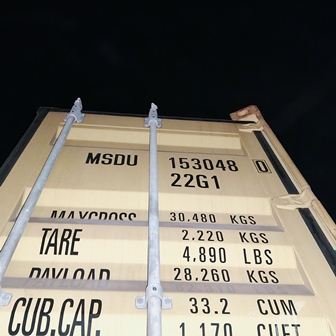 MSDU 153048 0
22G1
MAXGROSS 30.480 KGS
TARE 2.220 KGS
4,890 LBS
PAYLOAD 28,260 KGS
CUB.CAP. 33.2 CUM
1,170 CUFT